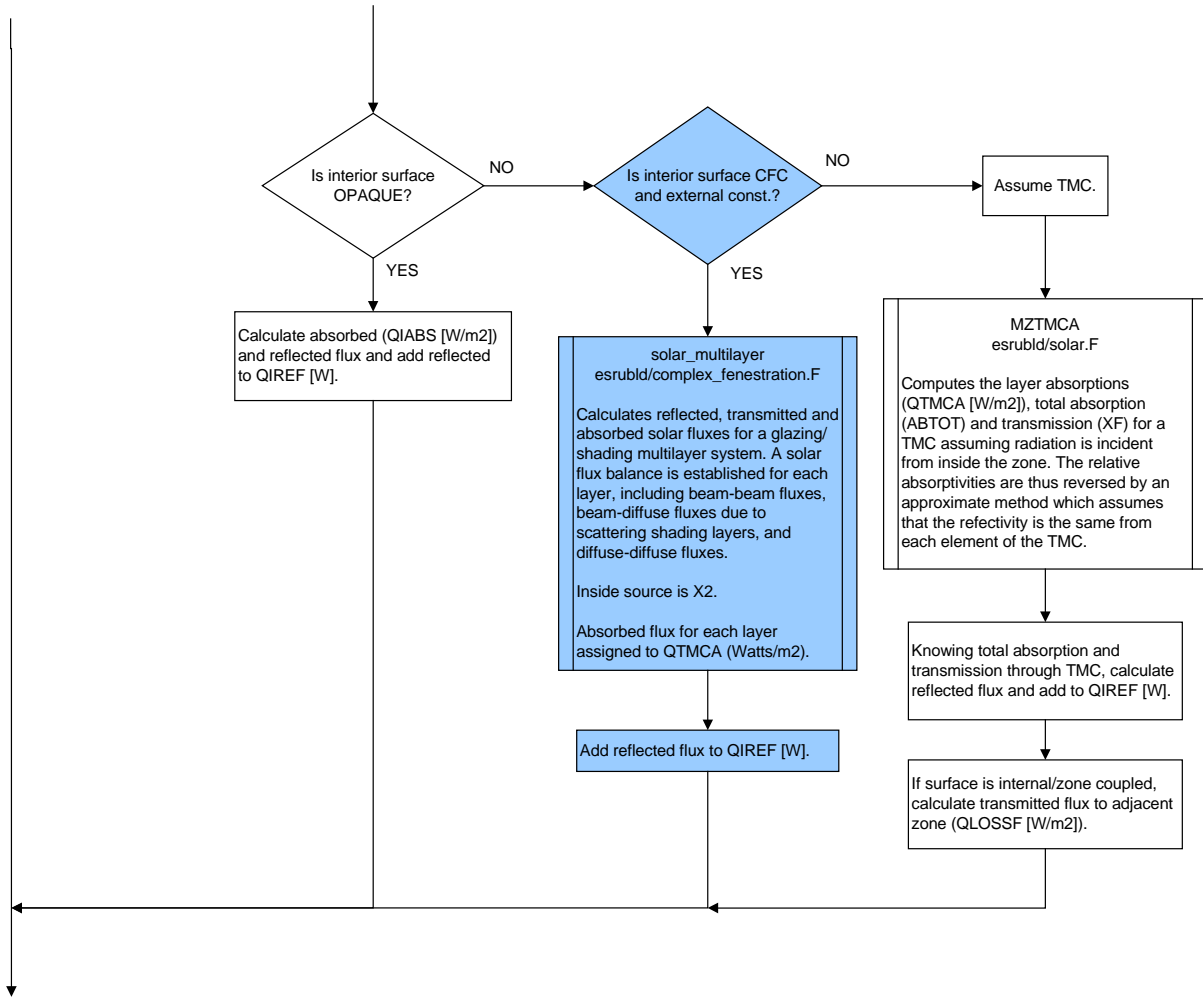 Is interior surface
OPAQUE?
NO
YES
Is interior surface CFC
and external const.?
NO
YES
Assume TMC.
Calculate absorbed (QIABS [W/m2])
and reflected flux and add reflected
to QIREF [W].
solar_multilayer
esrubld/complex_fenestration.F
Calculates reflected, transmitted and
absorbed solar fluxes for a glazing/
shading multilayer system. A solar
flux balance is established for each
layer, including beam-beam fluxes,
beam-diffuse fluxes due to
scattering shading layers, and
diffuse-diffuse fluxes.
Inside source is X2.
Absorbed flux for each layer
assigned to QTMCA (Watts/m2).
Add reflected flux to QIREF [W].
MZTMCA
esrubld/solar.F
Computes the layer absorptions
(QTMCA [W/m2]), total absorption
(ABTOT) and transmission (XF) for a
TMC assuming radiation is incident
from inside the zone. The relative
absorptivities are thus reversed by an
approximate method which assumes
that the refectivity is the same from
each element of the TMC.
Knowing total absorption and
transmission through TMC, calculate
reflected flux and add to QIREF [W].
If surface is internal/zone coupled,
calculate transmitted flux to adjacent
zone (QLOSSF [W/m2]).